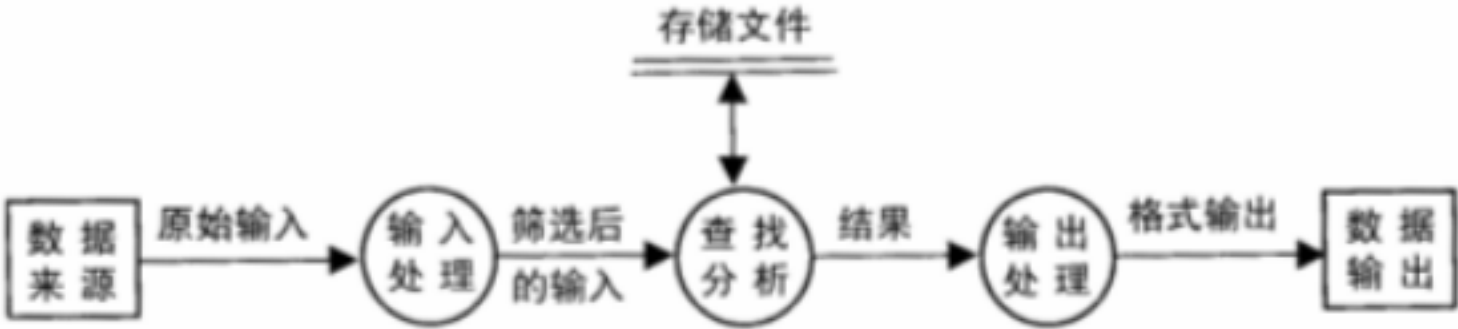 存储文件
数据
来源
原始输入
输入
处理
筛选后
的输入
查找
分析
结果
输出
处理
格式输出
数据
输出